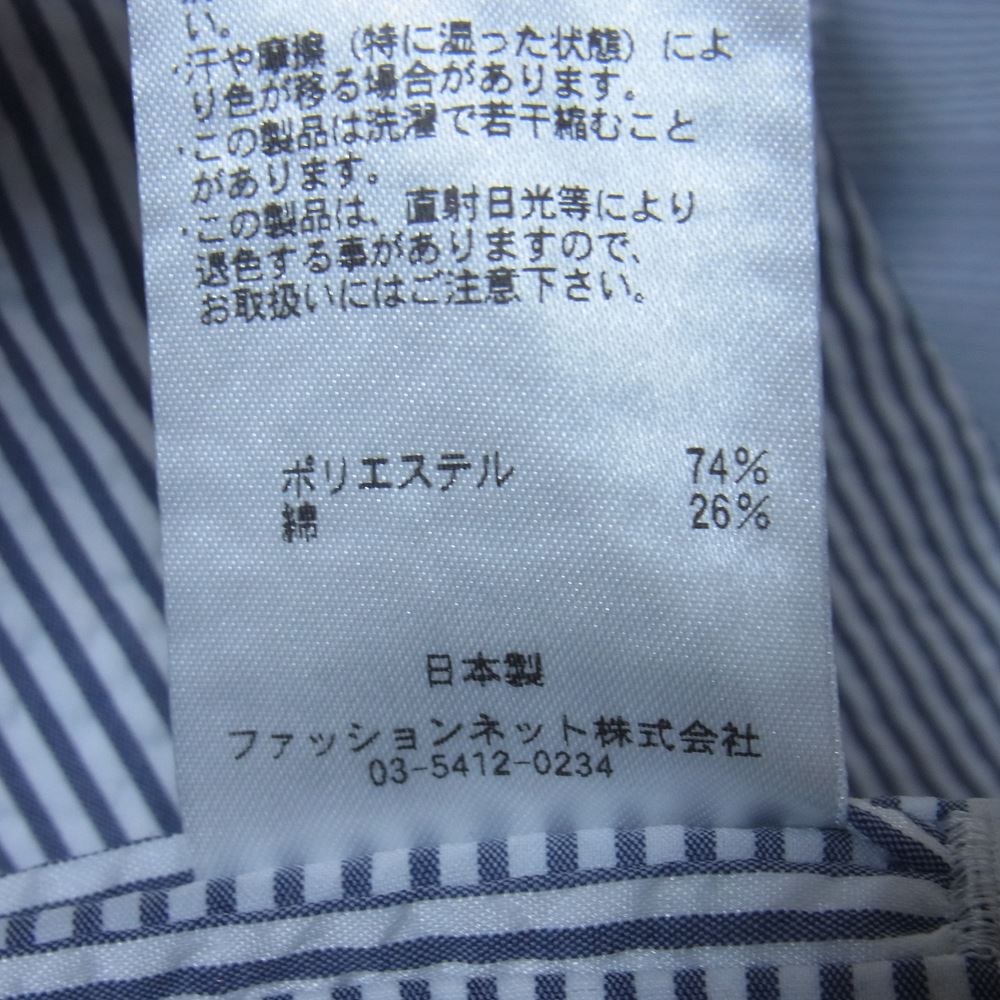 い。
・汗や摩擦（特に湿った状態）によ
り色が移る場合があります。
・この製品は洗濯で若干縮むこと
があります。
・この製品は、直射日光等により
退色する事がありますので、
お取扱いにはご注意下さい。
ポリエステル 74%
綿 26%
日本製
ファッションネット株式会社
03-5412-0234